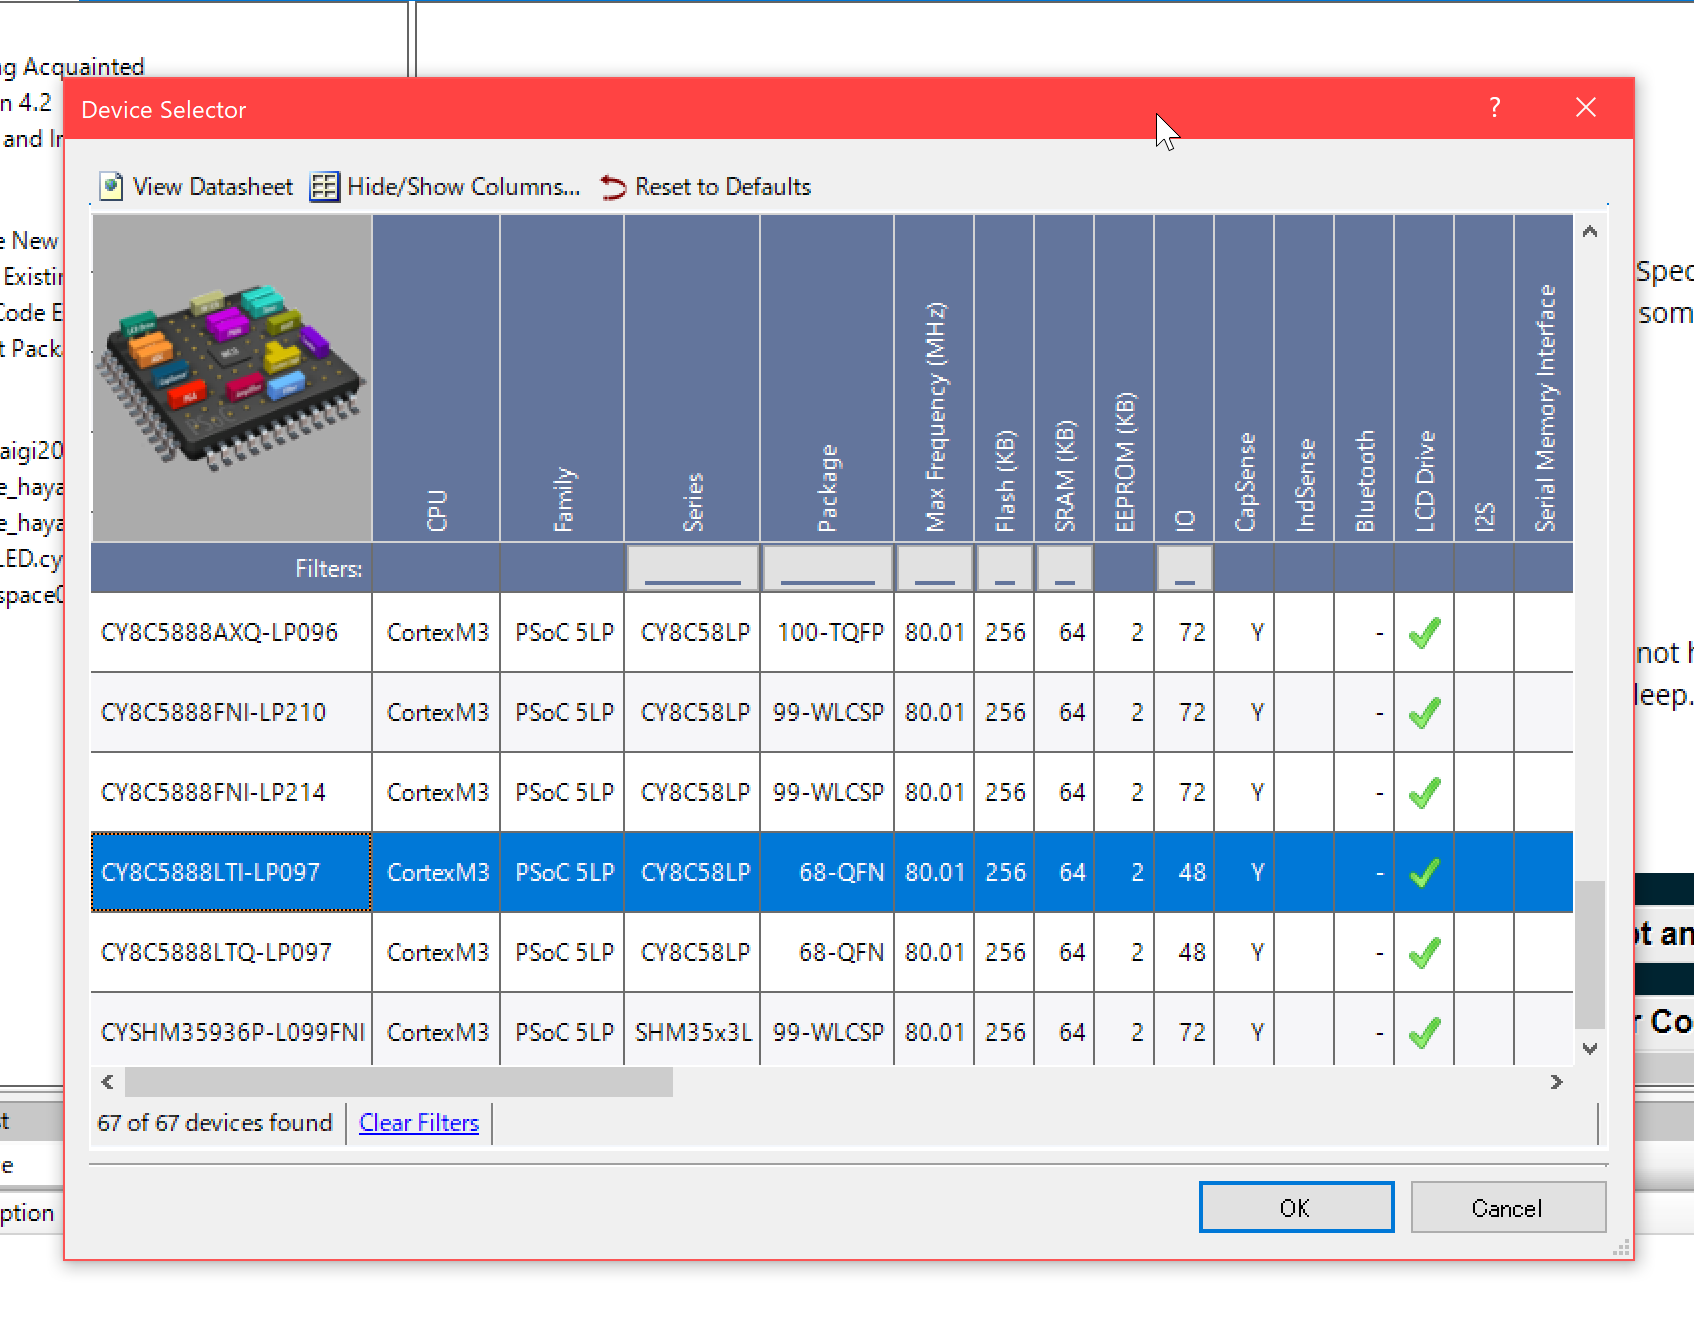 ng Acquainted
n 4.2
and Ir
Device Selector
?
View Datasheet
Hide/Show Columns...
Reset to Defaults
e New
Existin
Code E
t Pack
aigi20
e_haya
e_haya
LED.cy
space0
CPU
Family
Series
Package
Max Frequency (MHz)
Flash (KB)
SRAM (KB)
EEPROM (KB)
IO
CapSense
IndSense
Bluetooth
LCD Drive
I2S
Serial Memory Interface
Spec
som
Filters:
CY8C5888AXQ-LP096 CortexM3 PSoC 5LP CY8C58LP 100-TQFP 80.01 256 64 2 72 Y -
not h
leep.
CY8C5888FNI-LP210 CortexM3 PSoC 5LP CY8C58LP 99-WLCSP 80.01 256 64 2 72 Y -
CY8C5888FNI-LP214 CortexM3 PSoC 5LP CY8C58LP 99-WLCSP 80.01 256 64 2 72 Y -
CY8C5888LTI-LP097 CortexM3 PSoC 5LP CY8C58LP 68-QFN 80.01 256 64 2 48 Y -
CY8C5888LTQ-LP097 CortexM3 PSoC 5LP CY8C58LP 68-QFN 80.01 256 64 2 48 Y -
ot an
CYSHM35936P-L099FNI CortexM3 PSoC 5LP SHM35x3L 99-WLCSP 80.01 256 64 2 72 Y -
r Co
67 of 67 devices found
Clear Filters
t
e
ption
OK
Cancel